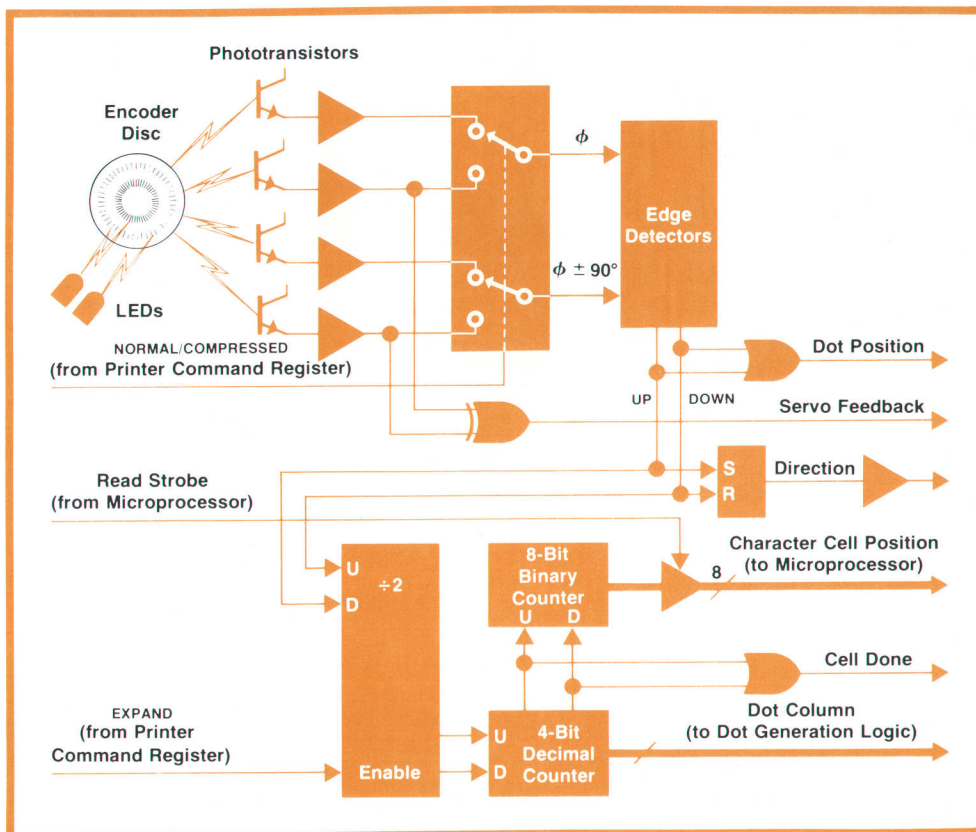 Phototransistors
Encoder
Disc
LEDs
NORMAL/COMPRESSED
(from Printer Command Register)
ϕ
ϕ ± 90°
Edge
Detectors
Dot Position
UP
DOWN
Servo Feedback
Read Strobe
(from Microprocessor)
S
R
Direction
U
D
÷2
8-Bit
Binary
Counter
U D
8
Character Cell Position
(to Microprocessor)
Cell Done
EXPAND
(from Printer
Command Register)
Enable
U
D
4-Bit
Decimal
Counter
Dot Column
(to Dot Generation Logic)